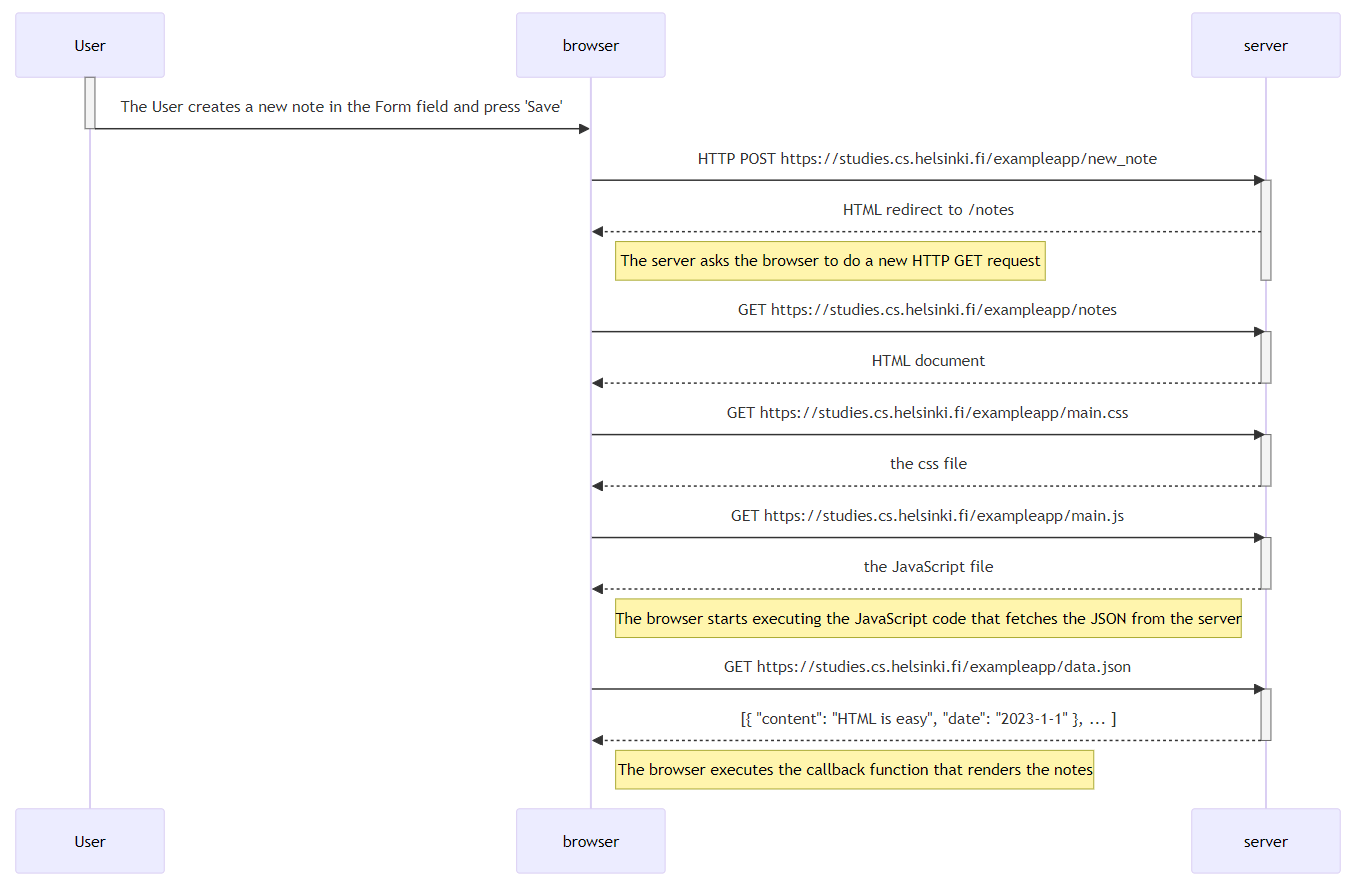 User
browser
server
The User creates a new note in the Form field and press 'Save'
HTTP POST https://studies.cs.helsinki.fi/exampleapp/new_note
HTML redirect to /notes
The server asks the browser to do a new HTTP GET request
GET https://studies.cs.helsinki.fi/exampleapp/notes
HTML document
GET https://studies.cs.helsinki.fi/exampleapp/main.css
the css file
GET https://studies.cs.helsinki.fi/exampleapp/main.js
the JavaScript file
The browser starts executing the JavaScript code that fetches the JSON from the server
GET https://studies.cs.helsinki.fi/exampleapp/data.json
[{ "content": "HTML is easy", "date": "2023-1-1" }, ... ]
The browser executes the callback function that renders the notes
User
browser
server